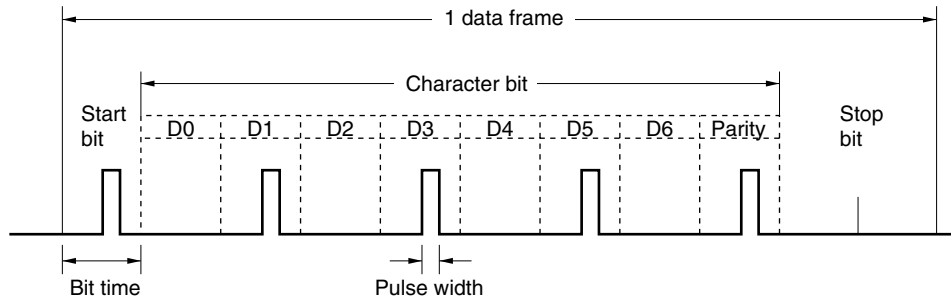 1 data frame
Character bit
Start
bit
D0 D1 D2 D3 D4 D5 D6 Parity
Stop
bit
Bit time
Pulse width